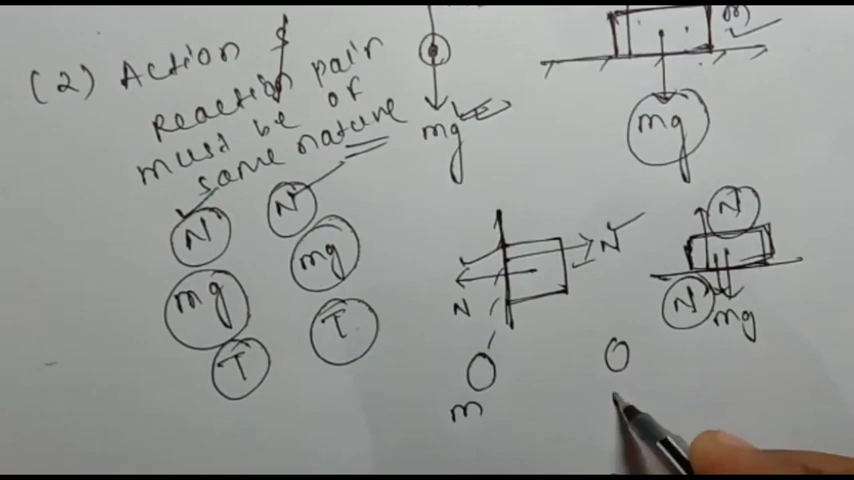 (2) Action &
Reaction pair
must be of
same nature
mg
mg
N N
mg mg
T T
N N
N
N mg
m